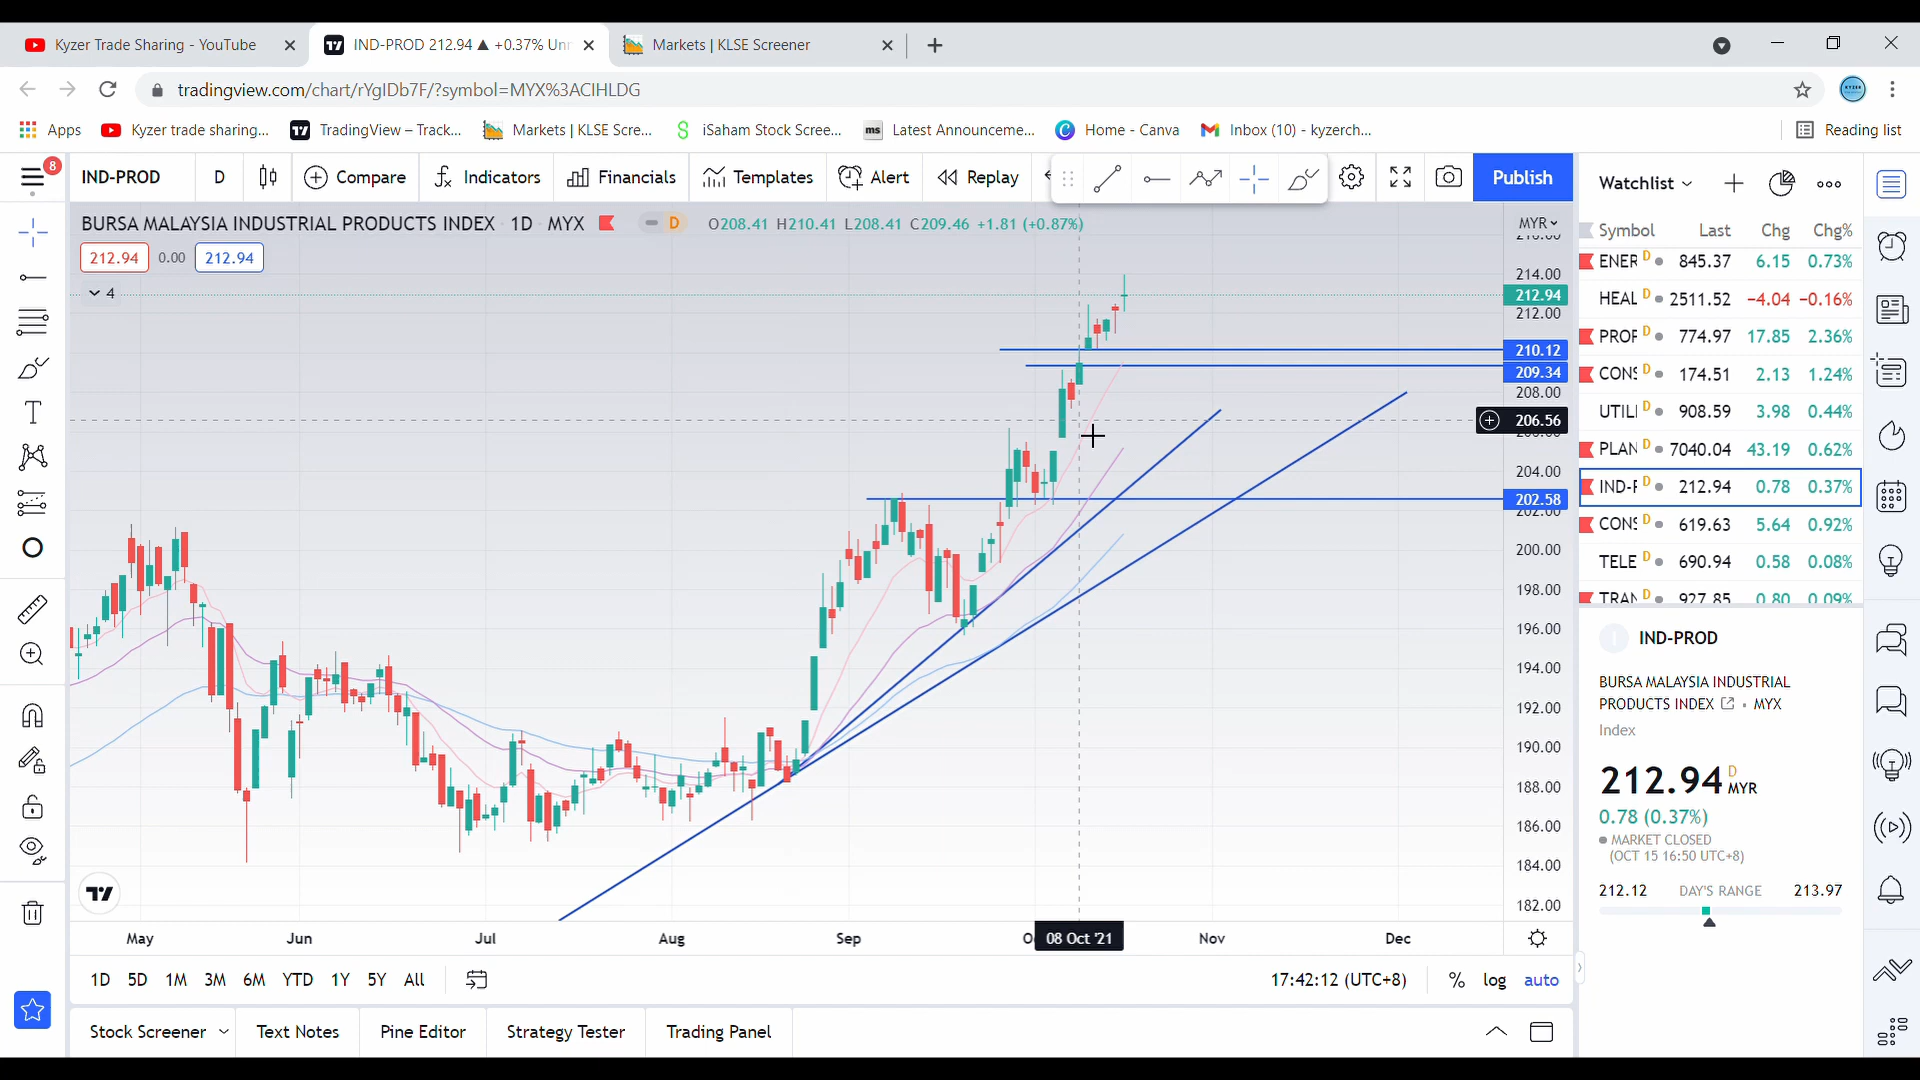 Kyzer Trade Sharing - YouTube
IND-PROD 212.94 ▲ +0.37% Unr
Markets | KLSE Screener
tradingview.com/chart/rYgIDb7F/?symbol=MYX%3ACIHLDG
Apps
Kyzer trade sharing...
TradingView – Track...
Markets | KLSE Scre...
iSaham Stock Scree...
ms
Latest Announceme...
Home - Canva
Inbox (10) - kyzerch...
Reading list
8
IND-PROD
D
Compare
Indicators
Financials
Templates
Alert
Replay
Publish
Watchlist
BURSA MALAYSIA INDUSTRIAL PRODUCTS INDEX 1D MYX
D
O208.41 H210.41 L208.41 C209.46 +1.81 (+0.87%)
MYR
212.94 0.00 212.94
4
214.00
212.94
212.00
210.12
209.34
208.00
206.56
204.00
202.58
202.00
200.00
198.00
196.00
194.00
192.00
190.00
188.00
186.00
184.00
182.00
May
Jun
Jul
Aug
Sep
08 Oct '21
Nov
Dec
1D 5D 1M 3M 6M YTD 1Y 5Y All
17:42:12 (UTC+8)
% log auto
Stock Screener
Text Notes
Pine Editor
Strategy Tester
Trading Panel
Symbol Last Chg Chg%
ENER D 845.37 6.15 0.73%
HEAL D 2511.52 −4.04 −0.16%
PROF D 774.97 17.85 2.36%
CONS D 174.51 2.13 1.24%
UTILI D 908.59 3.98 0.44%
PLAN D 7040.04 43.19 0.62%
IND-F D 212.94 0.78 0.37%
CONS D 619.63 5.64 0.92%
TELE D 690.94 0.58 0.08%
TRAN D 927.85 0.80 0.09%
IND-PROD
BURSA MALAYSIA INDUSTRIAL
PRODUCTS INDEX • MYX
Index
212.94 D MYR
0.78 (0.37%)
MARKET CLOSED
(OCT 15 16:50 UTC+8)
212.12 DAY'S RANGE 213.97